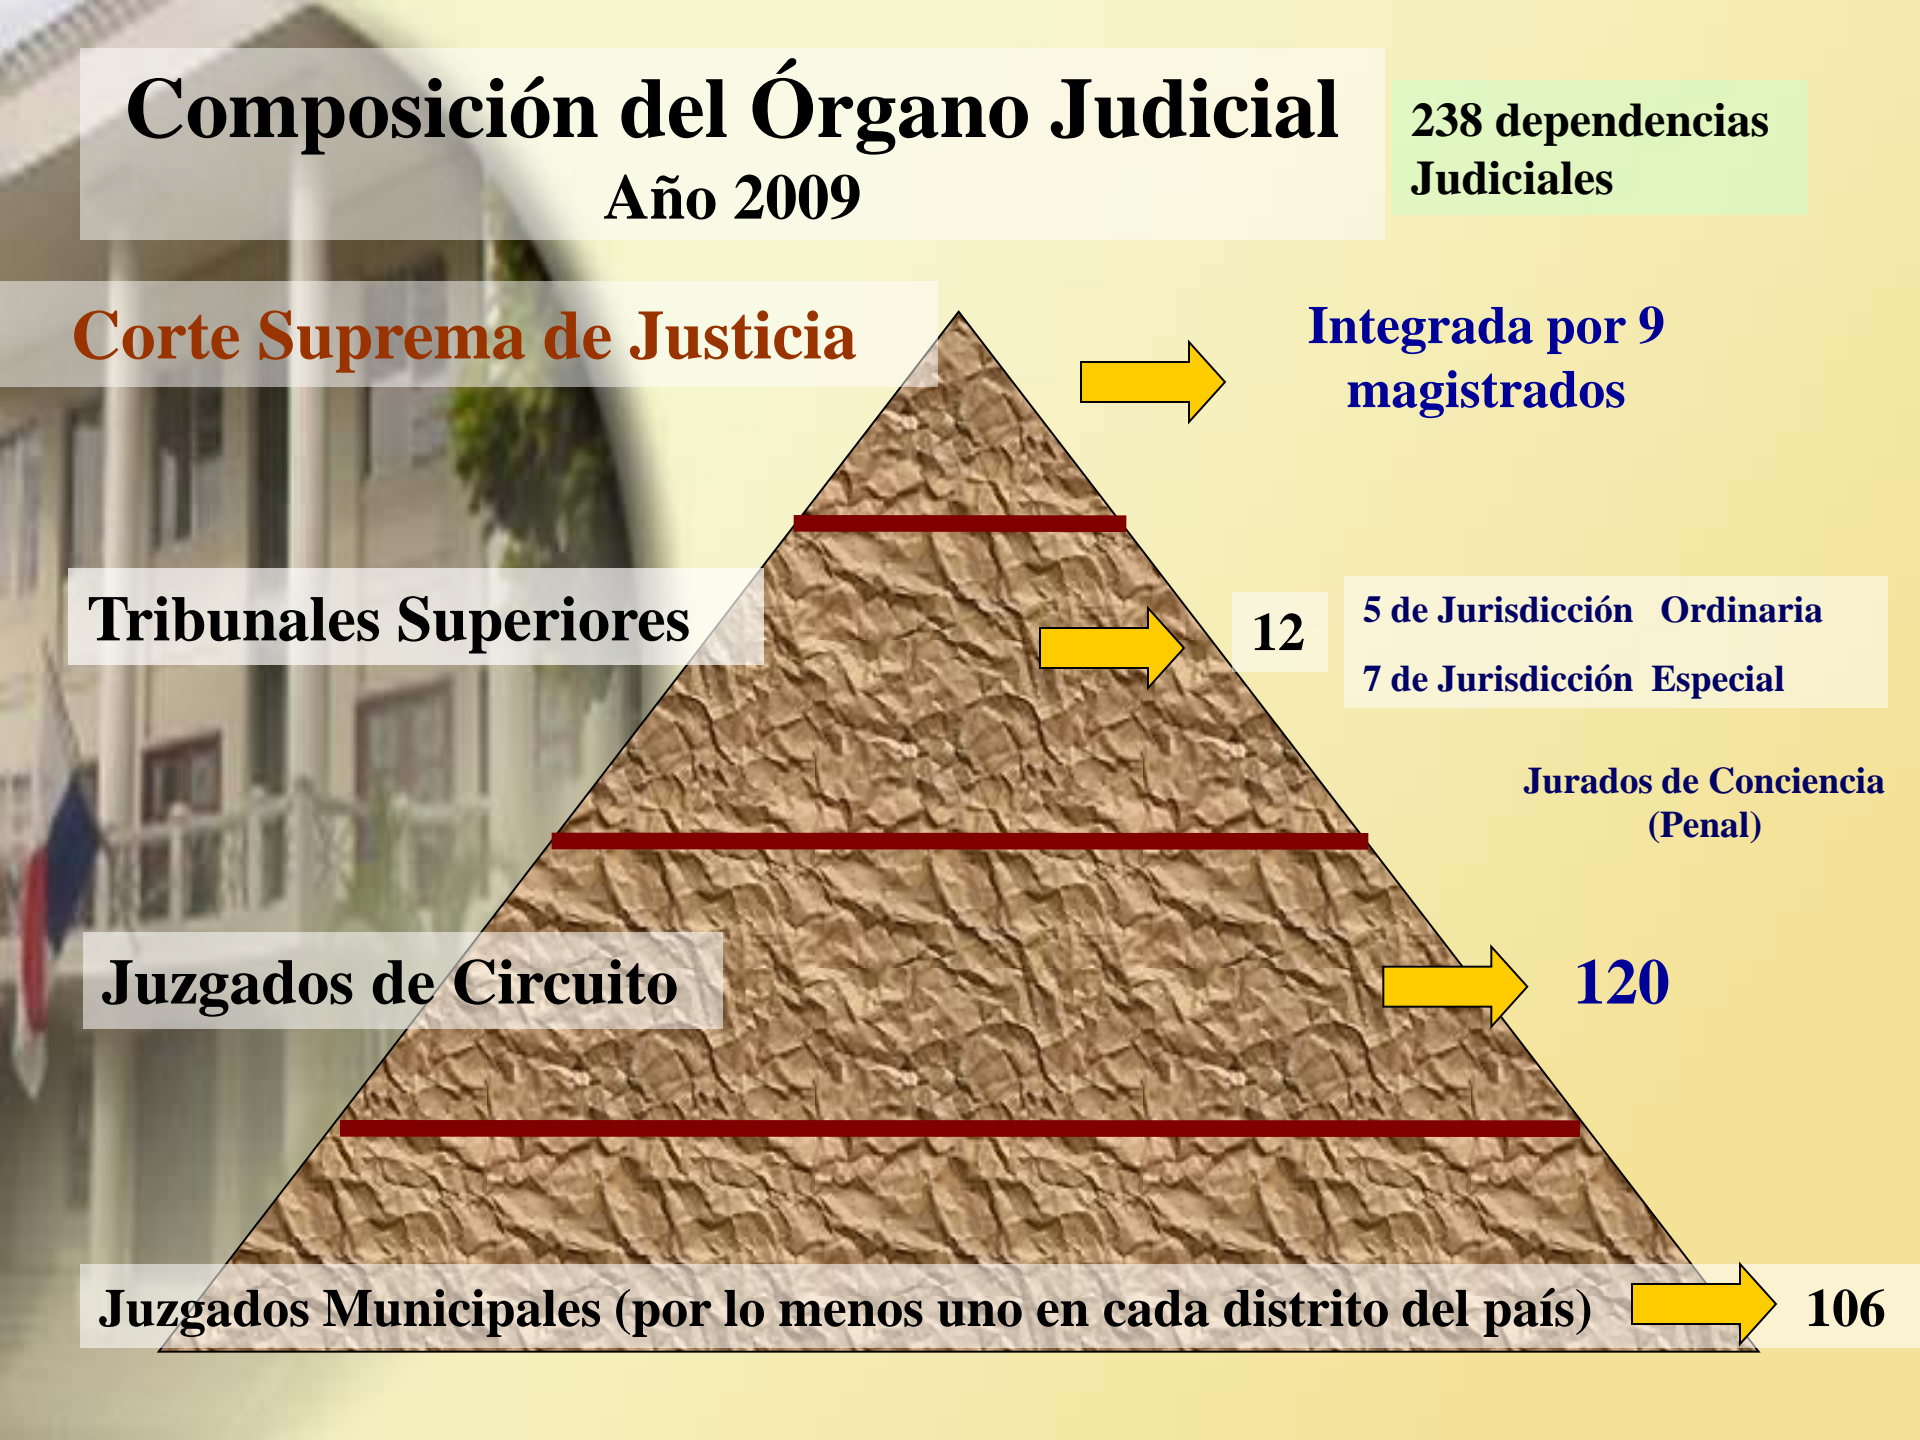 Composición del Órgano Judicial
Año 2009
238 dependencias
Judiciales
Corte Suprema de Justicia
Integrada por 9
magistrados
Tribunales Superiores
12
5 de Jurisdicción Ordinaria
7 de Jurisdicción Especial
Jurados de Conciencia
(Penal)
Juzgados de Circuito
120
Juzgados Municipales (por lo menos uno en cada distrito del país)
106